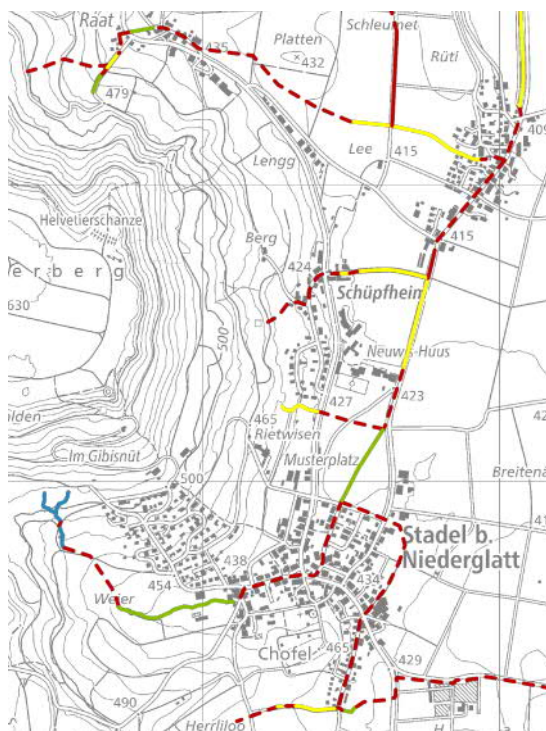 Räat
Schleumet
435
Platten
432
Rüti
479
409
Lengg
Lee
415
Helvetierschanze
Berg
415
erberg
424
630
Schüpfheim
500
Neuwis-Huus
427
423
465
Rietwisen
Im Gibisnüt
Musterplatz
500
Breitena
Stadel b.
Niederglatt
438
454
434
Weier
Chofel
465
429
490
Herrliloo
H